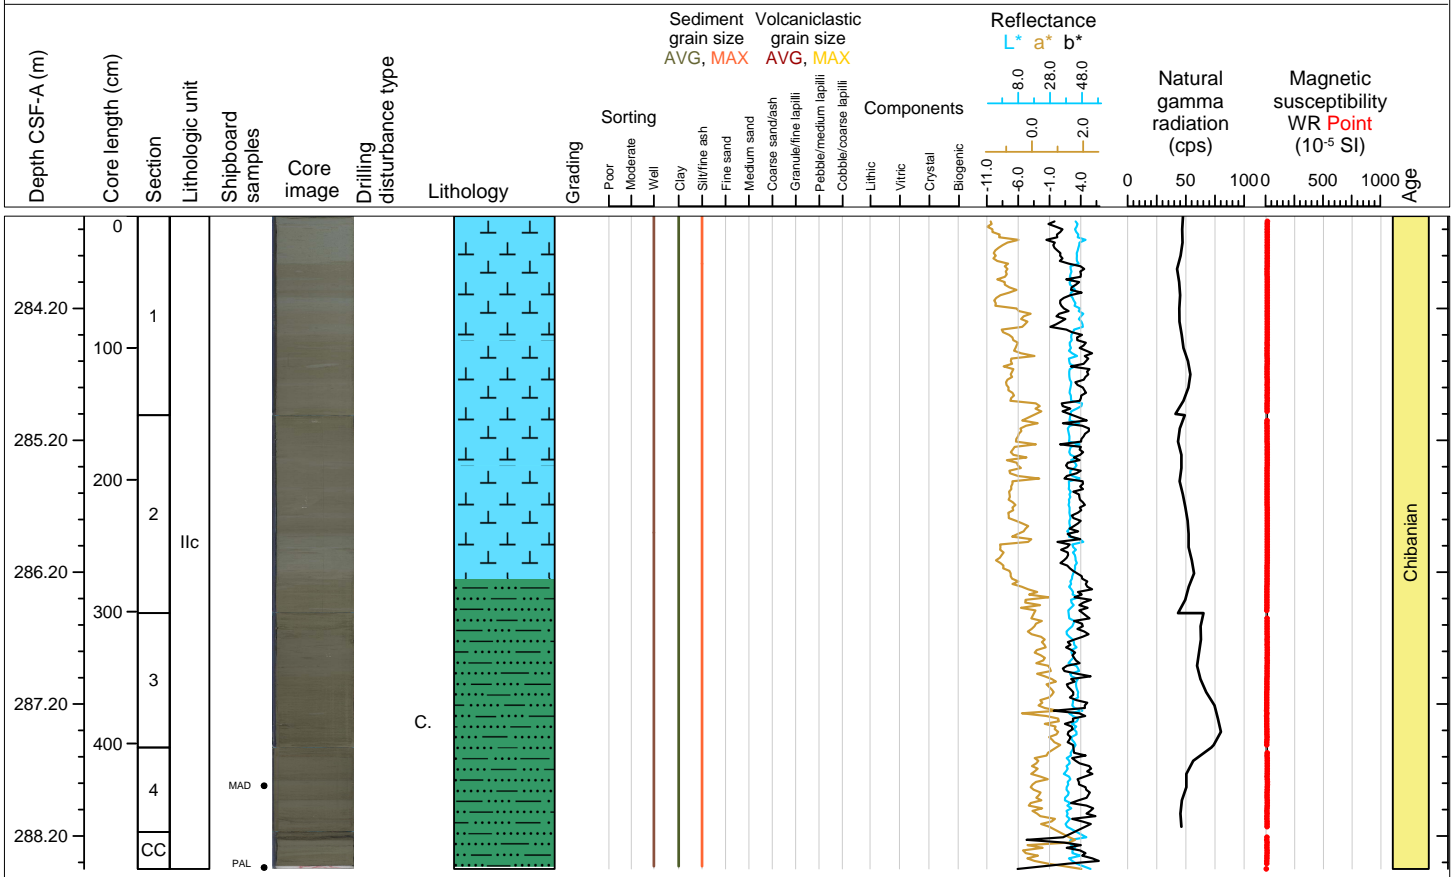 Depth CSF-A (m)
Core length (cm)
Section
Lithologic unit
Shipboard
samples
Core
image
Drilling
disturbance type
Lithology
Grading
Sorting
Poor
Moderate
Well
Sediment
grain size
AVG, MAX
Volcaniclastic
grain size
AVG, MAX
Clay
Silt/fine ash
Fine sand
Medium sand
Coarse sand/ash
Granule/fine lapilli
Pebble/medium lapilli
Cobble/coarse lapilli
Components
Lithic
Vitric
Crystal
Biogenic
Reflectance
L* a* b*
8.0 28.0 48.0
0.0 2.0
-11.0 -6.0 -1.0 4.0
Natural
gamma
radiation
(cps)
0 50 100
Magnetic
susceptibility
WR Point
(10-5 SI)
0 500 1000
Age
284.20
285.20
286.20
287.20
288.20
0
100
200
300
400
1
2
3
4
CC
IIc
MAD
PAL
C.
Chibanian